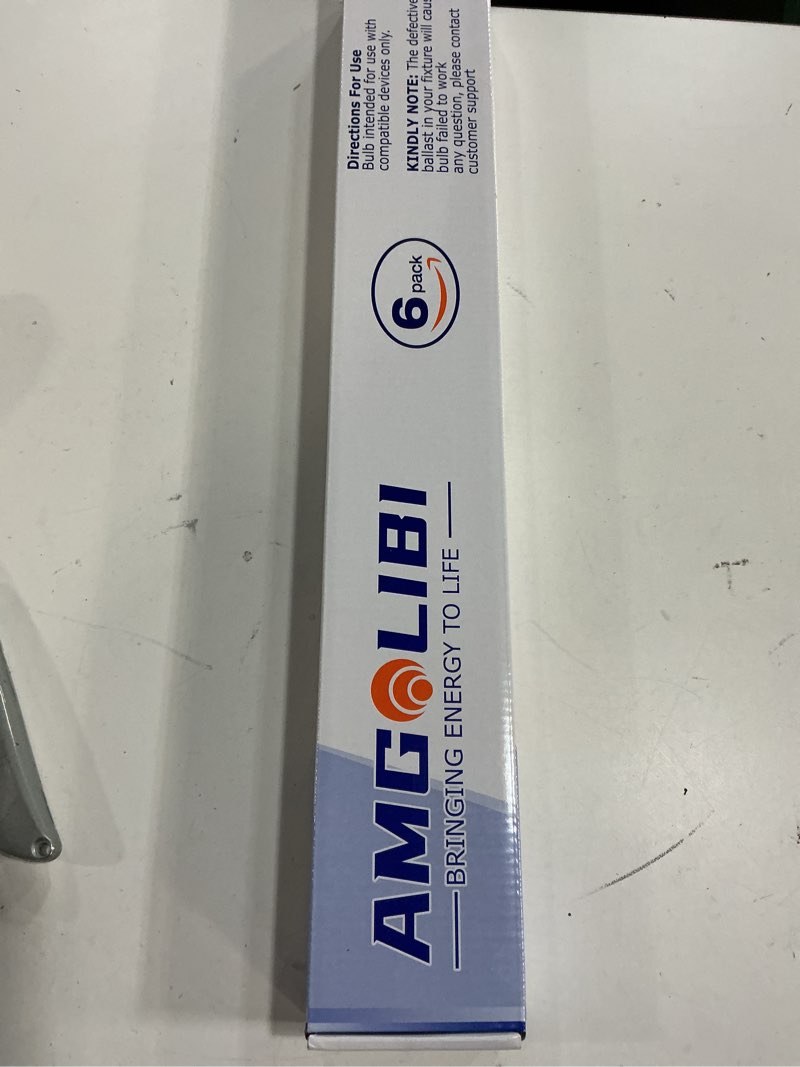 AMGOLIBI
BRINGING ENERGY TO LIFE
6
pack
Directions For Use
Bulb intended for use with
compatible devices only.
KINDLY NOTE: The defective
ballast in your fixture will
bulb failed to work
any question, please contact
customer support